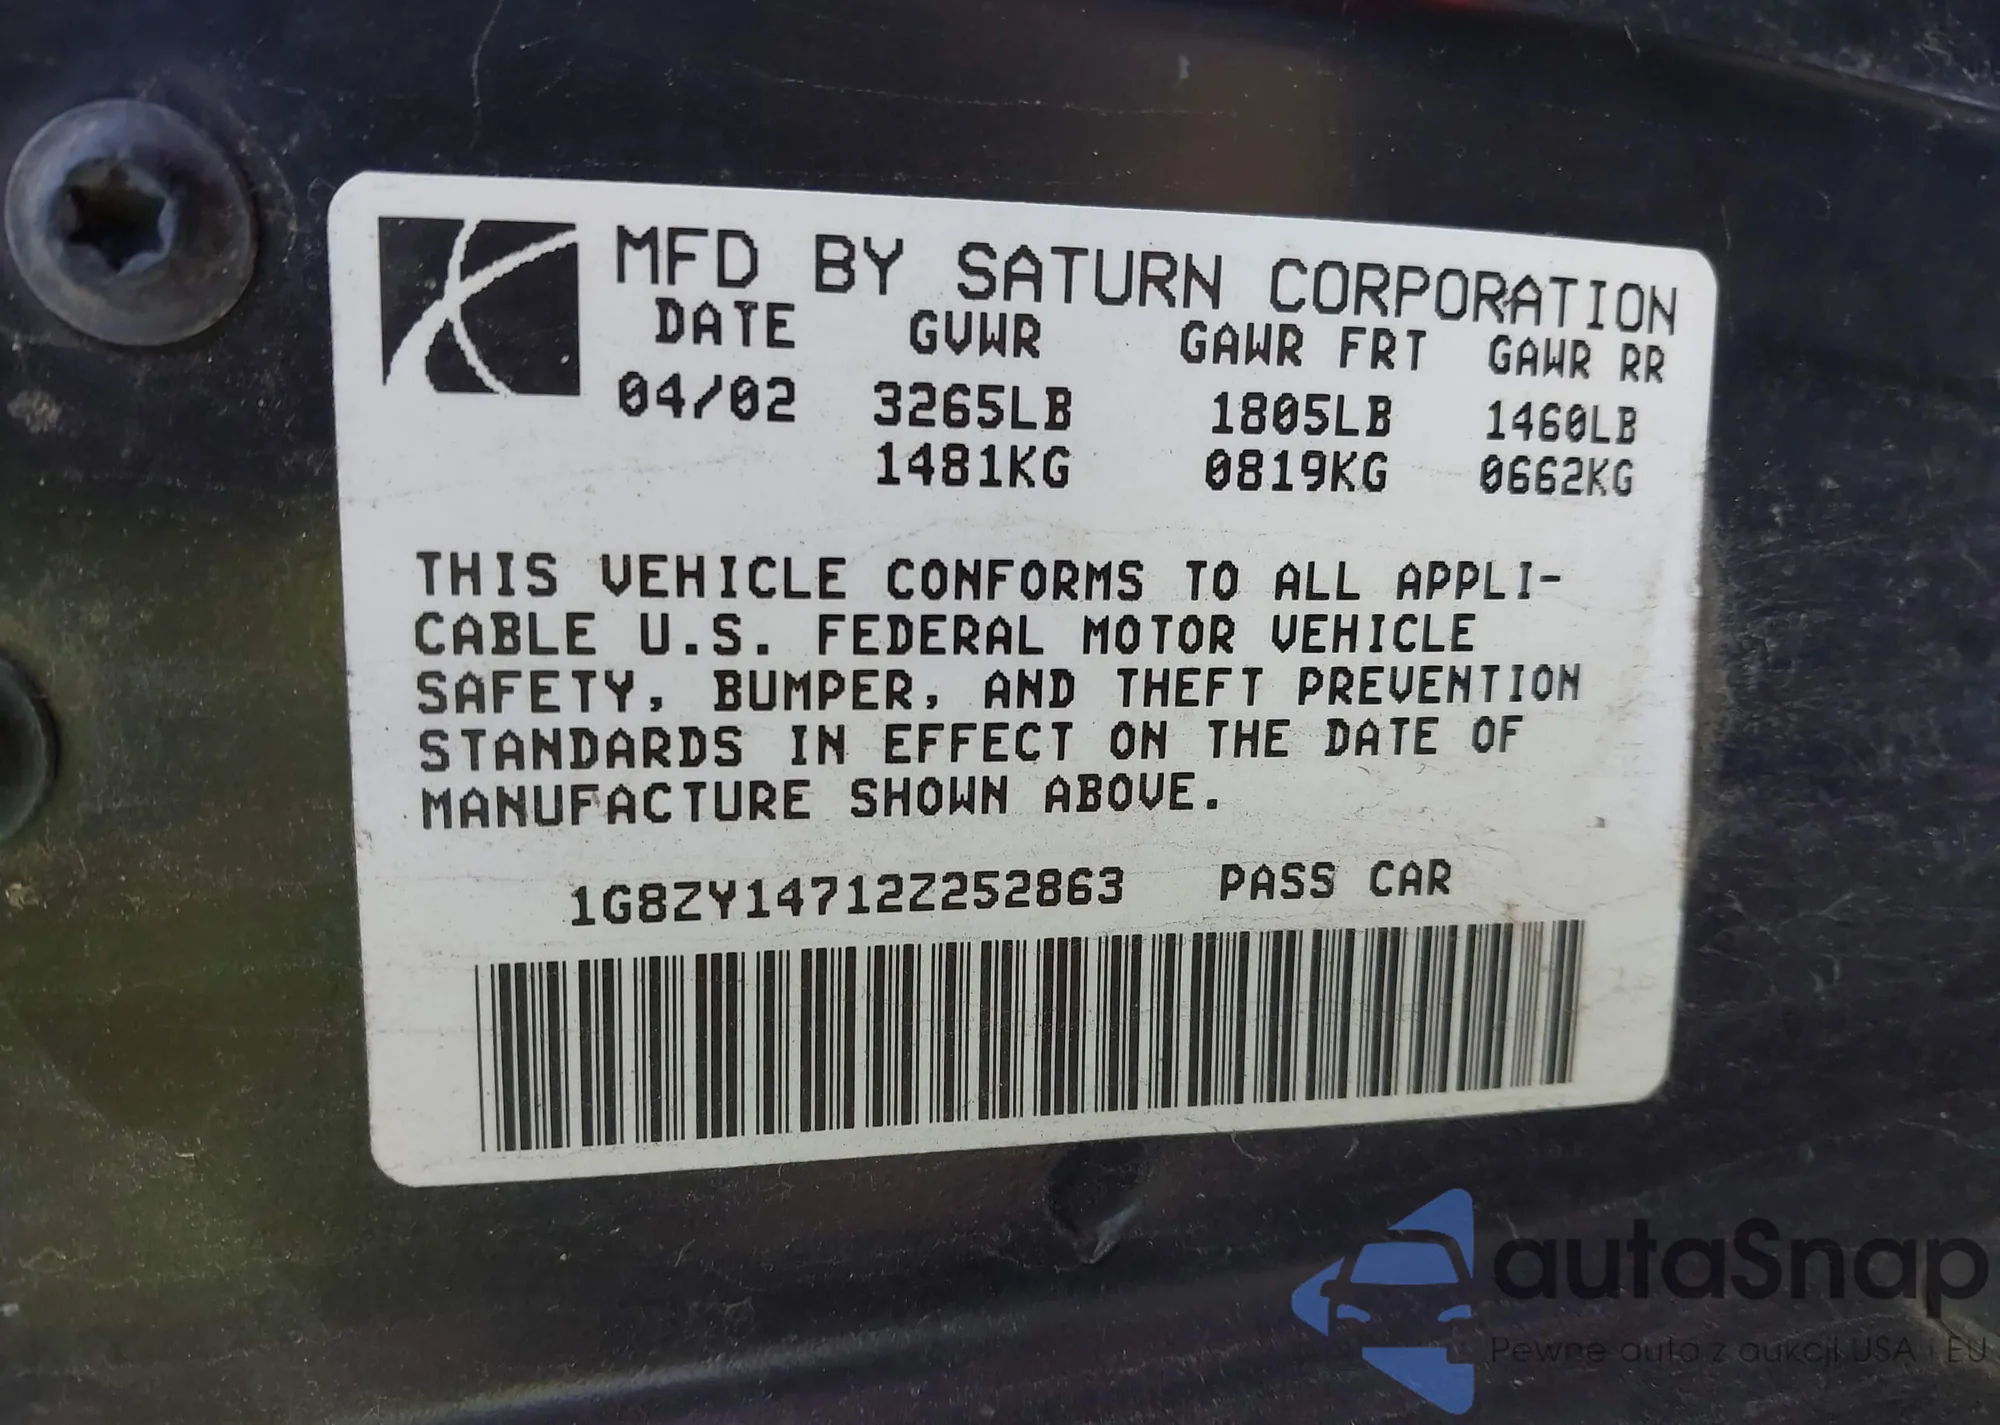 MFD BY SATURN CORPORATION
DATE GVWR GAWR FRT GAWR RR
04/02 3265LB 1805LB 1460LB
1481KG 0819KG 0662KG
THIS VEHICLE CONFORMS TO ALL APPLI-
CABLE U.S. FEDERAL MOTOR VEHICLE
SAFETY, BUMPER, AND THEFT PREVENTION
STANDARDS IN EFFECT ON THE DATE OF
MANUFACTURE SHOWN ABOVE.
1G8ZY14712Z252863 PASS CAR
autaSnap
Pewne auta z aukcji USA i EU